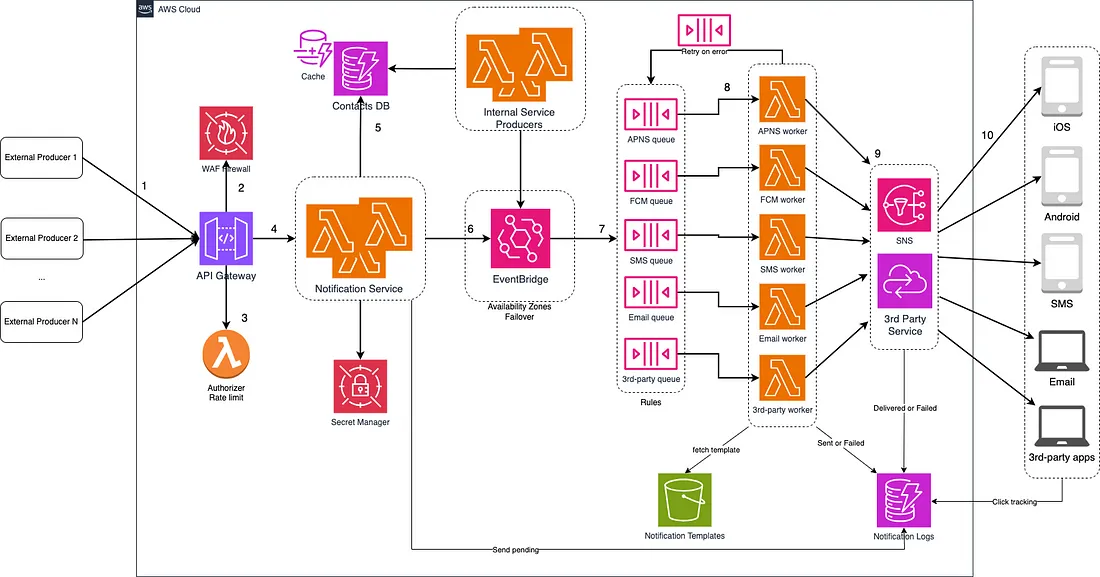 aws
AWS Cloud
External Producer 1
External Producer 2
...
External Producer N
1
2
3
4
WAF Firewall
API Gateway
Authorizer
Rate limit
Cache
Contacts DB
5
Notification Service
Secret Manager
Internal Service
Producers
6
EventBridge
Availability Zones
Failover
7
Retry on error
APNS queue
FCM queue
SMS queue
Email queue
3rd-party queue
Rules
8
APNS worker
FCM worker
SMS worker
Email worker
3rd-party worker
9
SNS
3rd Party
Service
10
iOS
Android
SMS
Email
3rd-party apps
fetch template
Sent or Failed
Delivered or Failed
Click tracking
Notification Templates
Notification Logs
Send pending